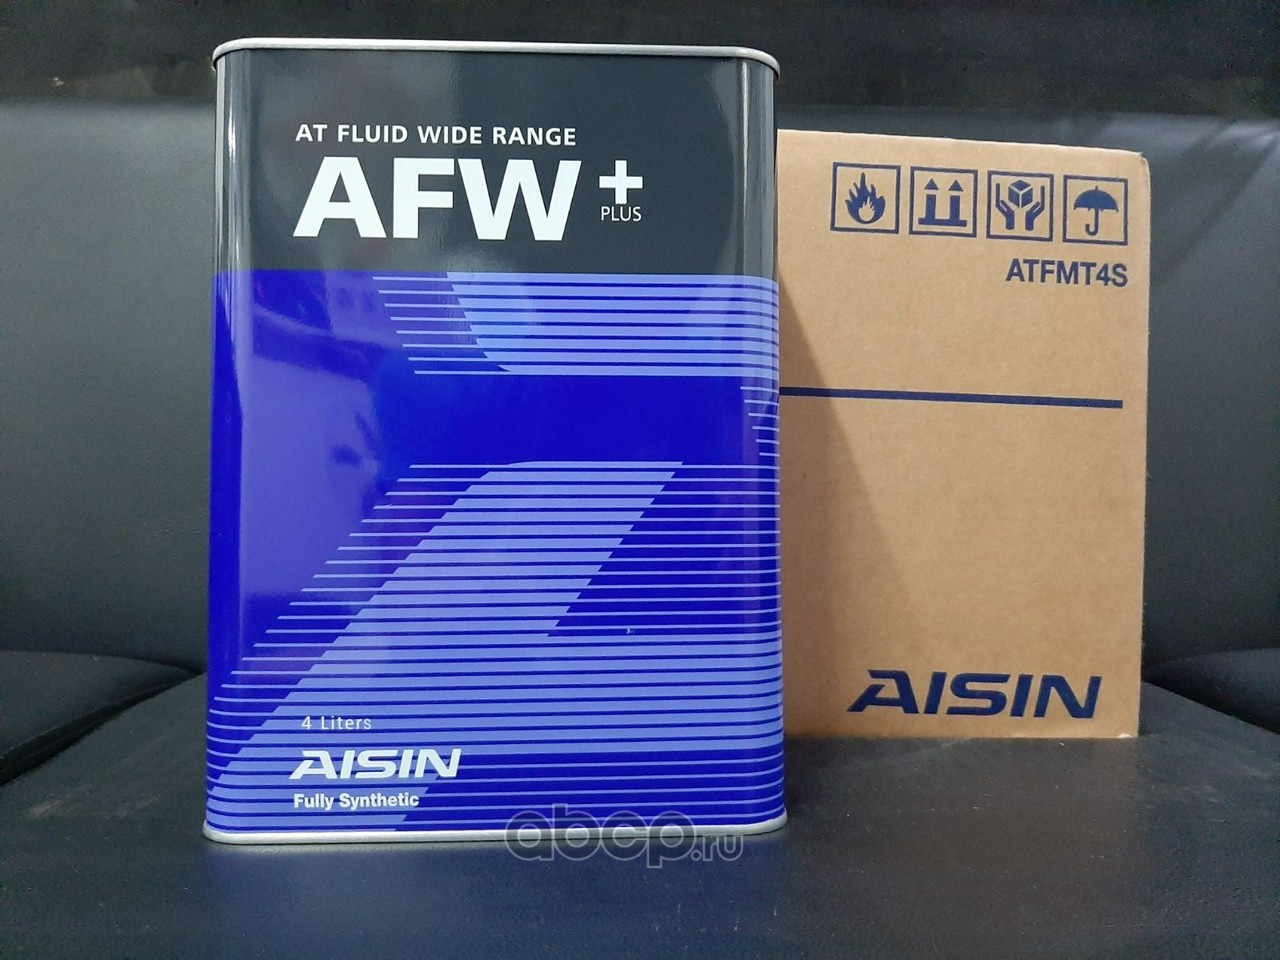 AT FLUID WIDE RANGE
AFW+
PLUS
4 Liters
AISIN
Fully Synthetic
ATFMT4S
AISIN
abcp.ru